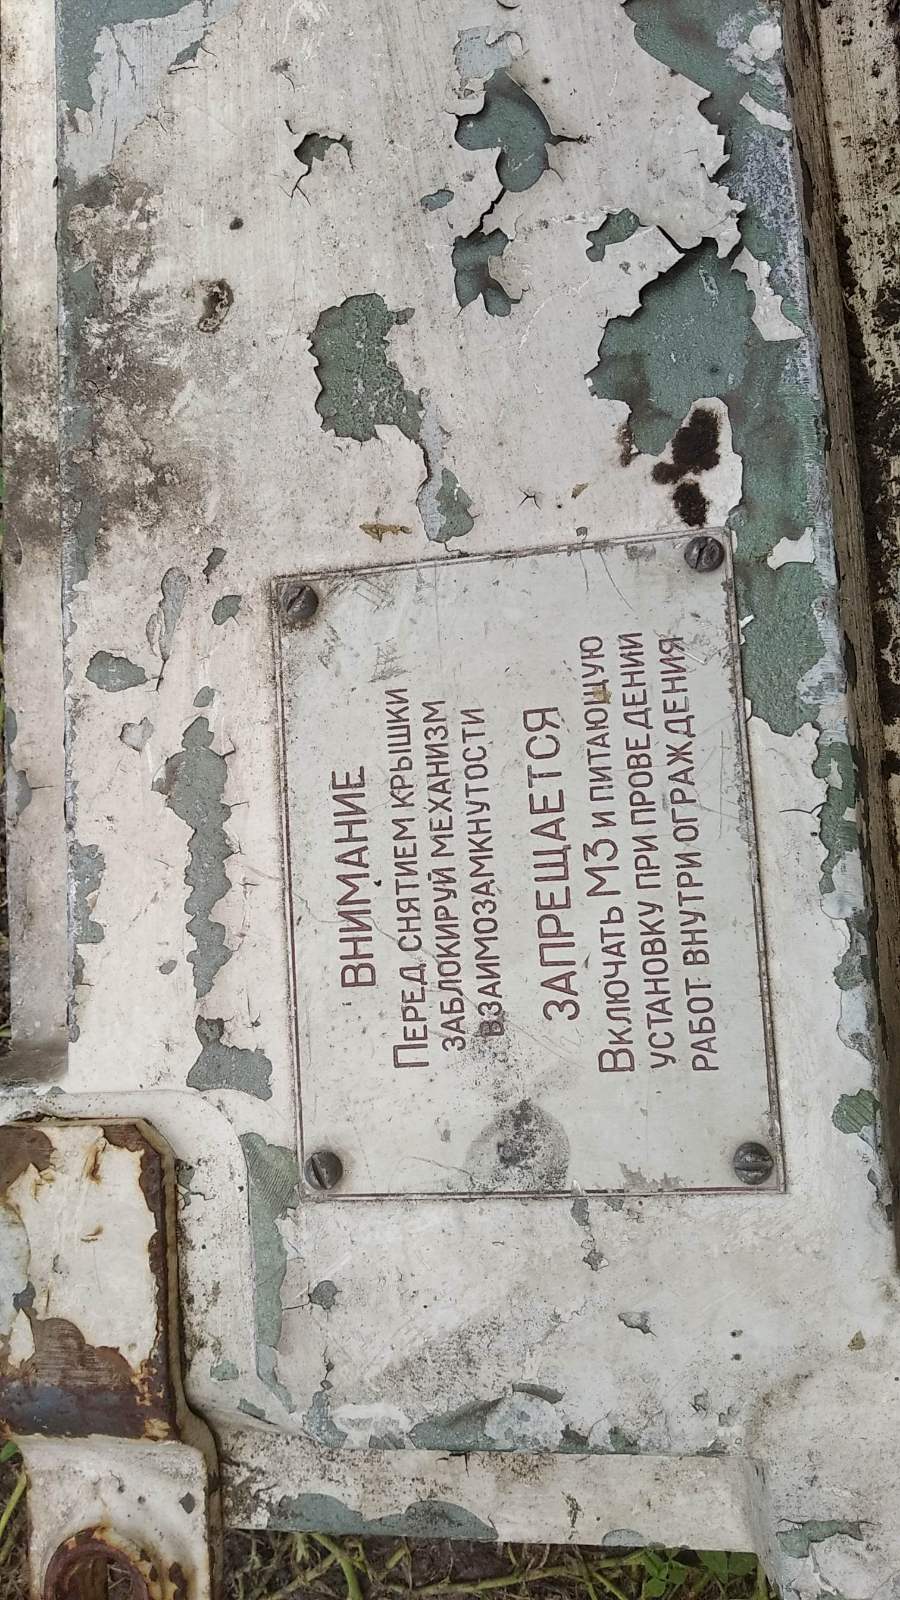 ВНИМАНИЕ
ПЕРЕД СНЯТИЕМ КРЫШКИ
ЗАБЛОКИРУЙ МЕХАНИЗМ
ВЗАИМОЗАМКНУТОСТИ
ЗАПРЕЩАЕТСЯ
ВКЛЮЧАТЬ МЗ И ПИТАЮЩУЮ
УСТАНОВКУ ПРИ ПРОВЕДЕНИИ
РАБОТ ВНУТРИ ОГРАЖДЕНИЯ